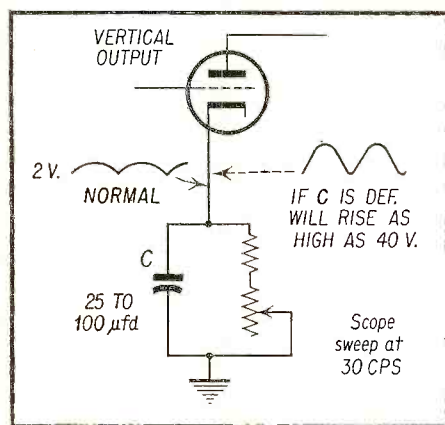 VERTICAL
OUTPUT
2 V.
NORMAL
IF C IS DEF.
WILL RISE AS
HIGH AS 40 V.
C
25 TO
100 µfd
Scope
sweep at
30 CPS